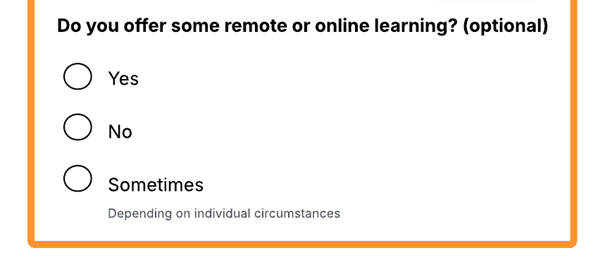 Do you offer some remote or online learning? (optional)
Yes
No
Sometimes
Depending on individual circumstances